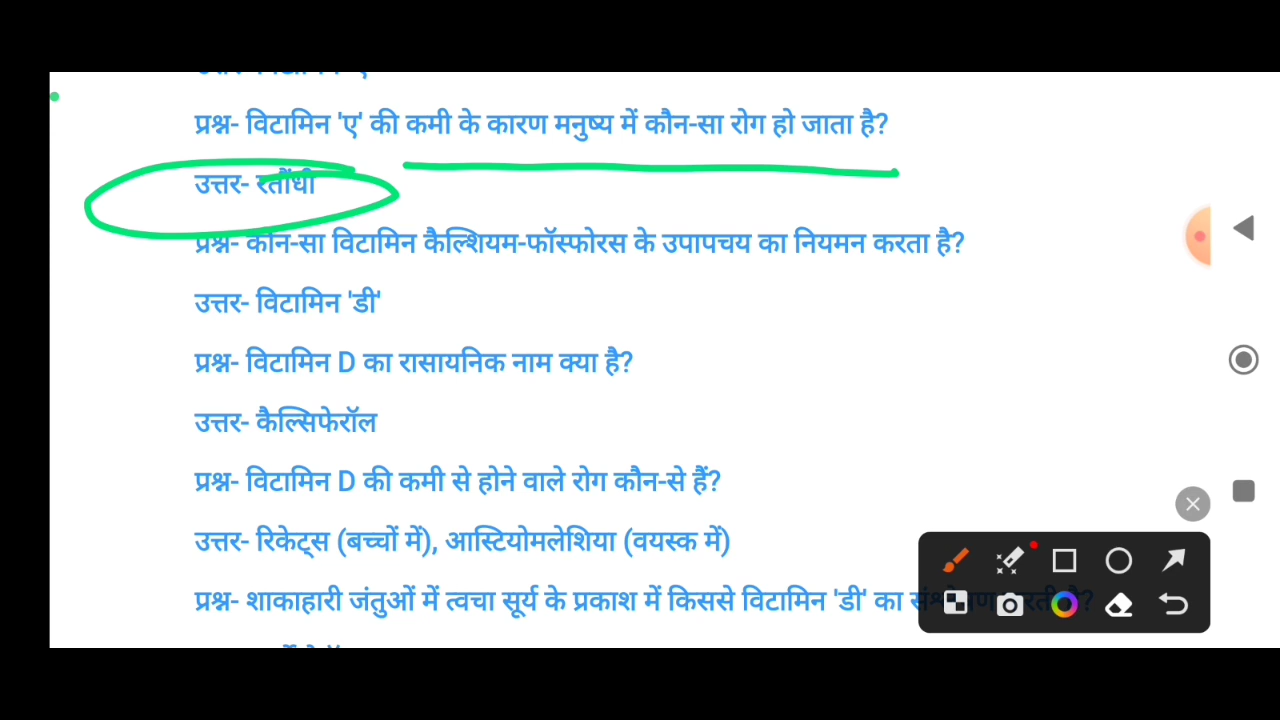 प्रश्न- विटामिन 'ए' की कमी के कारण मनुष्य में कौन-सा रोग हो जाता है?
उत्तर- रतौंधी
प्रश्न- कौन-सा विटामिन कैल्शियम-फॉस्फोरस के उपापचय का नियमन करता है?
उत्तर- विटामिन 'डी'
प्रश्न- विटामिन D का रासायनिक नाम क्या है?
उत्तर- कैल्सिफेरॉल
प्रश्न- विटामिन D की कमी से होने वाले रोग कौन-से हैं?
उत्तर- रिकेट्स (बच्चों में), आस्टियोमलेशिया (वयस्क में)
प्रश्न- शाकाहारी जंतुओं में त्वचा सूर्य के प्रकाश में किससे विटामिन 'डी' का